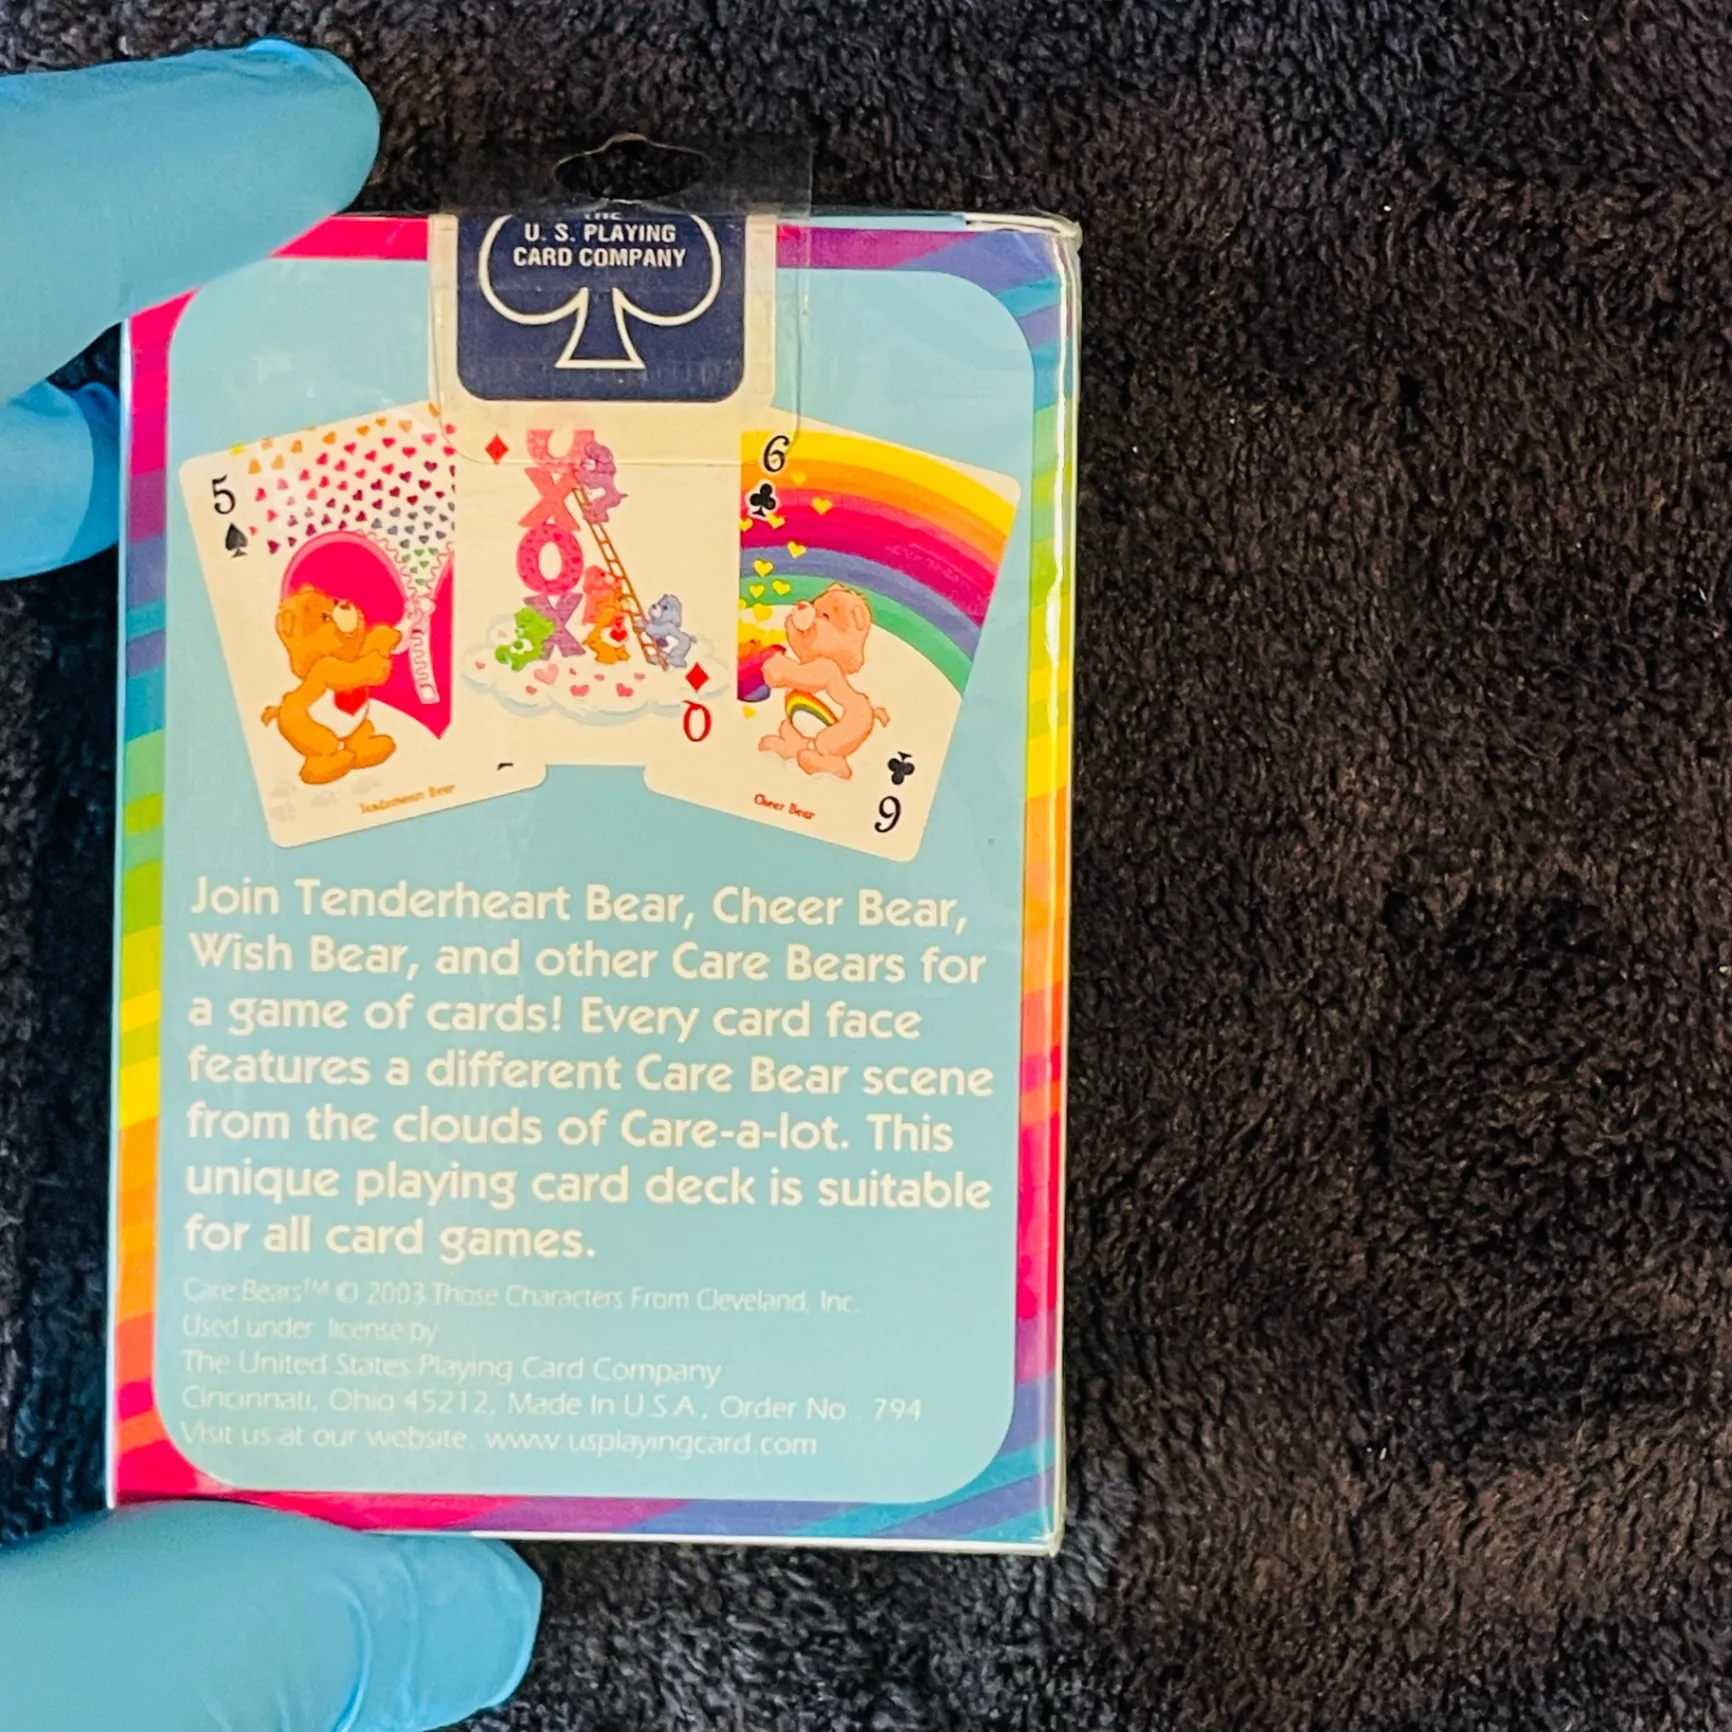 THE
U. S. PLAYING
CARD COMPANY
5
6
X
O
X
Q
Tenderheart Bear
Cheer Bear
6
Join Tenderheart Bear, Cheer Bear,
Wish Bear, and other Care Bears for
a game of cards! Every card face
features a different Care Bear scene
from the clouds of Care-a-lot. This
unique playing card deck is suitable
for all card games.
Care Bears™ © 2003 Those Characters From Cleveland, Inc.
Used under license by
The United States Playing Card Company
Cincinnati, Ohio 45212, Made In U.S.A., Order No. 794
Visit us at our website: www.usplayingcard.com